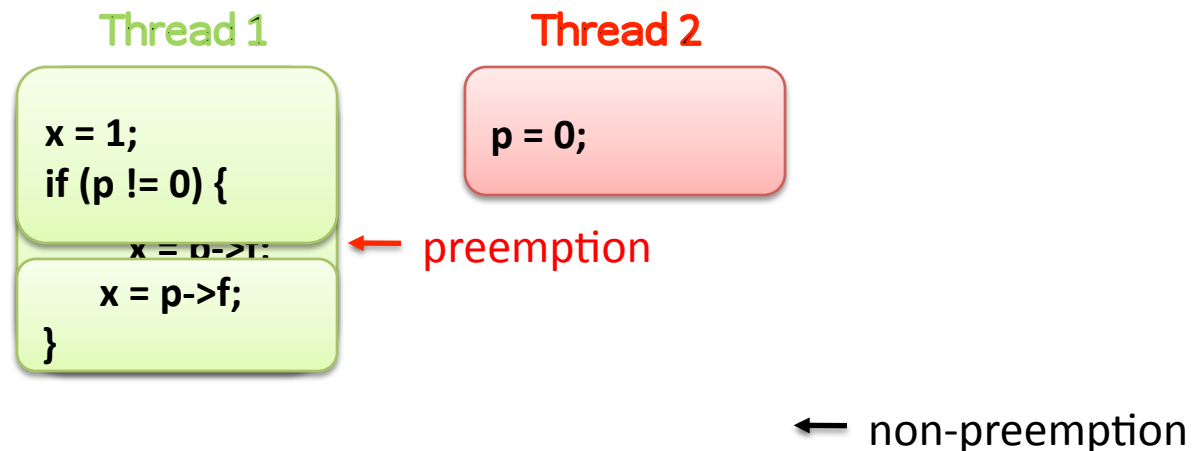 Thread 1
Thread 2
x = 1;
if (p != 0) {
p = 0;
x = p->f;
preemption
x = p->f;
}
non-preemption